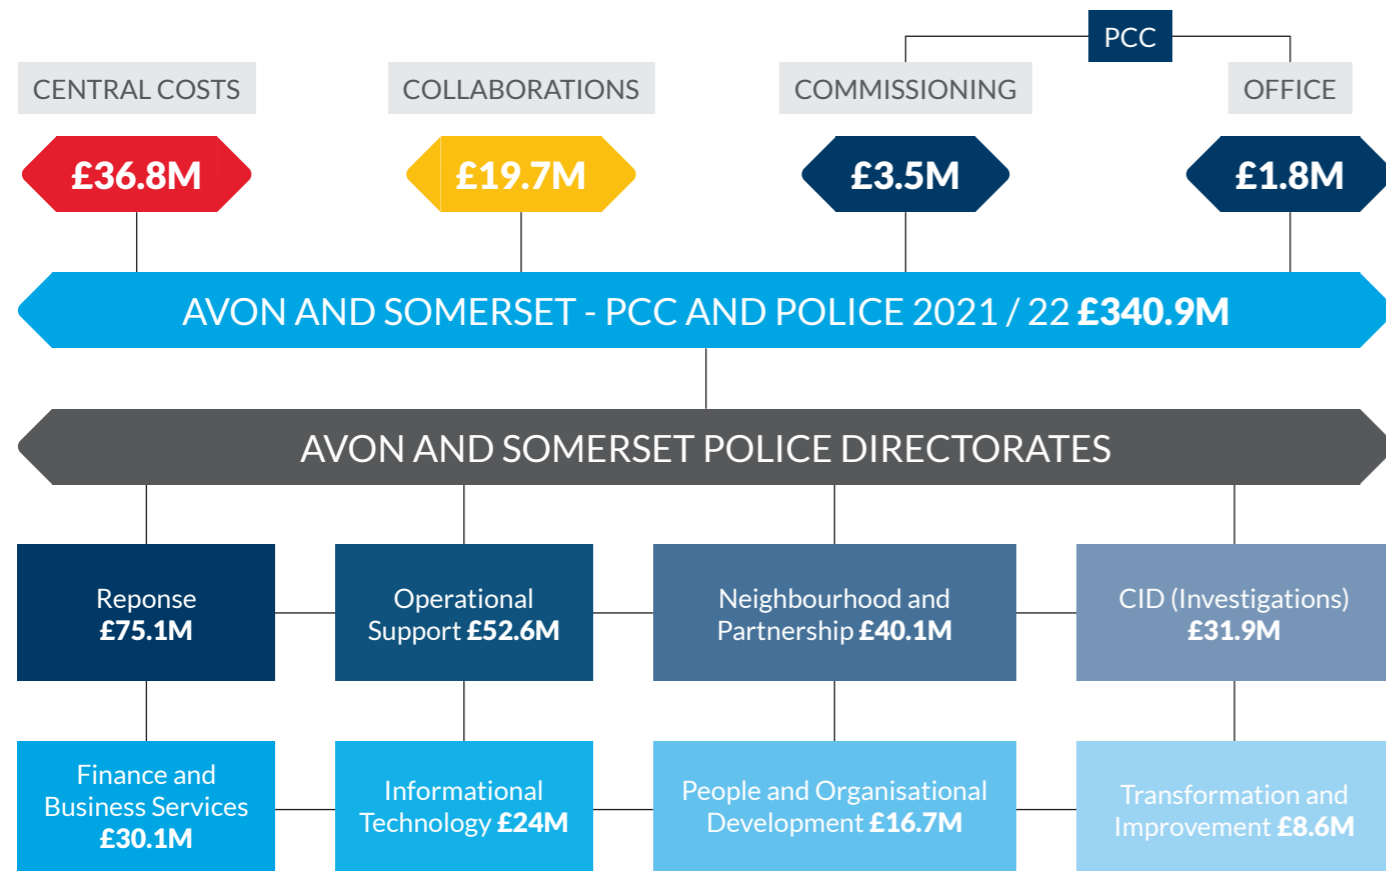 PCC
CENTRAL COSTS
COLLABORATIONS
COMMISSIONING
OFFICE
£36.8M
£19.7M
£3.5M
£1.8M
AVON AND SOMERSET - PCC AND POLICE 2021 / 22 £340.9M
AVON AND SOMERSET POLICE DIRECTORATES
Reponse
£75.1M
Operational
Support £52.6M
Neighbourhood and
Partnership £40.1M
CID (Investigations)
£31.9M
Finance and
Business Services
£30.1M
Informational
Technology £24M
People and Organisational
Development £16.7M
Transformation and
Improvement £8.6M